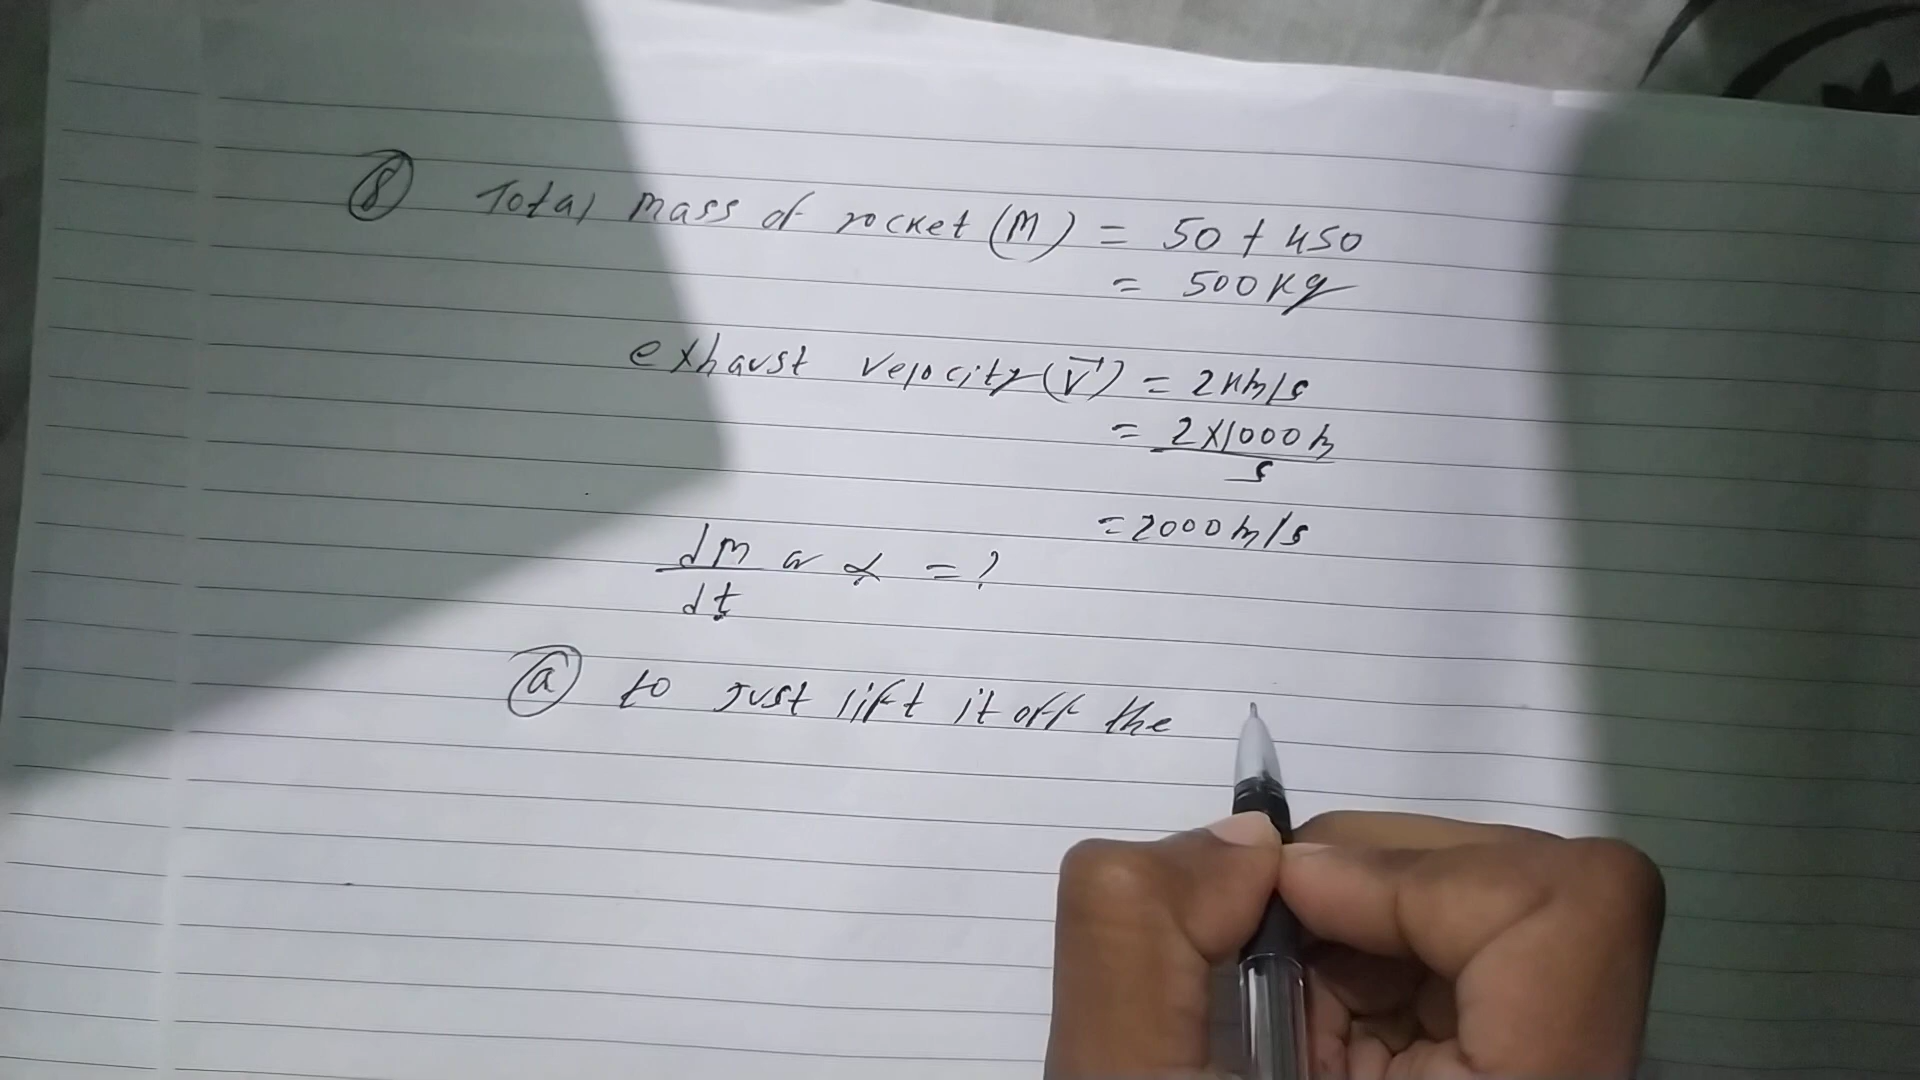 8 Total mass of rocket (M) = 50 + 450
= 500 kg
exhaust velocity (V⃗) = 2 km/s
= 2×1000 m
s
= 2000 m/s
dM or α = ?
dt
a to just lift it off the